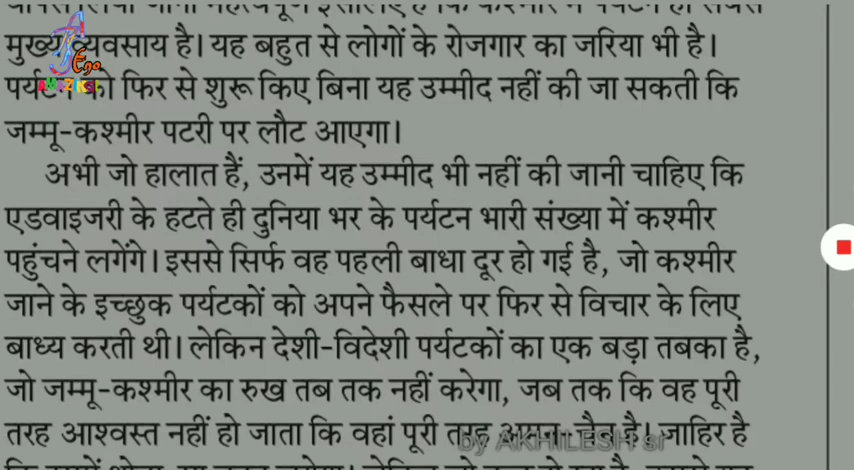 मुख्य व्यवसाय है। यह बहुत से लोगों के रोजगार का जरिया भी है।
पर्यटन को फिर से शुरू किए बिना यह उम्मीद नहीं की जा सकती कि
जम्मू-कश्मीर पटरी पर लौट आएगा।
अभी जो हालात हैं, उनमें यह उम्मीद भी नहीं की जानी चाहिए कि
एडवाइजरी के हटते ही दुनिया भर के पर्यटन भारी संख्या में कश्मीर
पहुंचने लगेंगे। इससे सिर्फ वह पहली बाधा दूर हो गई है, जो कश्मीर
जाने के इच्छुक पर्यटकों को अपने फैसले पर फिर से विचार के लिए
बाध्य करती थी। लेकिन देशी-विदेशी पर्यटकों का एक बड़ा तबका है,
जो जम्मू-कश्मीर का रुख तब तक नहीं करेगा, जब तक कि वह पूरी
तरह आश्वस्त नहीं हो जाता कि वहां पूरी तरह अमन-चैन है। जाहिर है
by AKHILESH sr